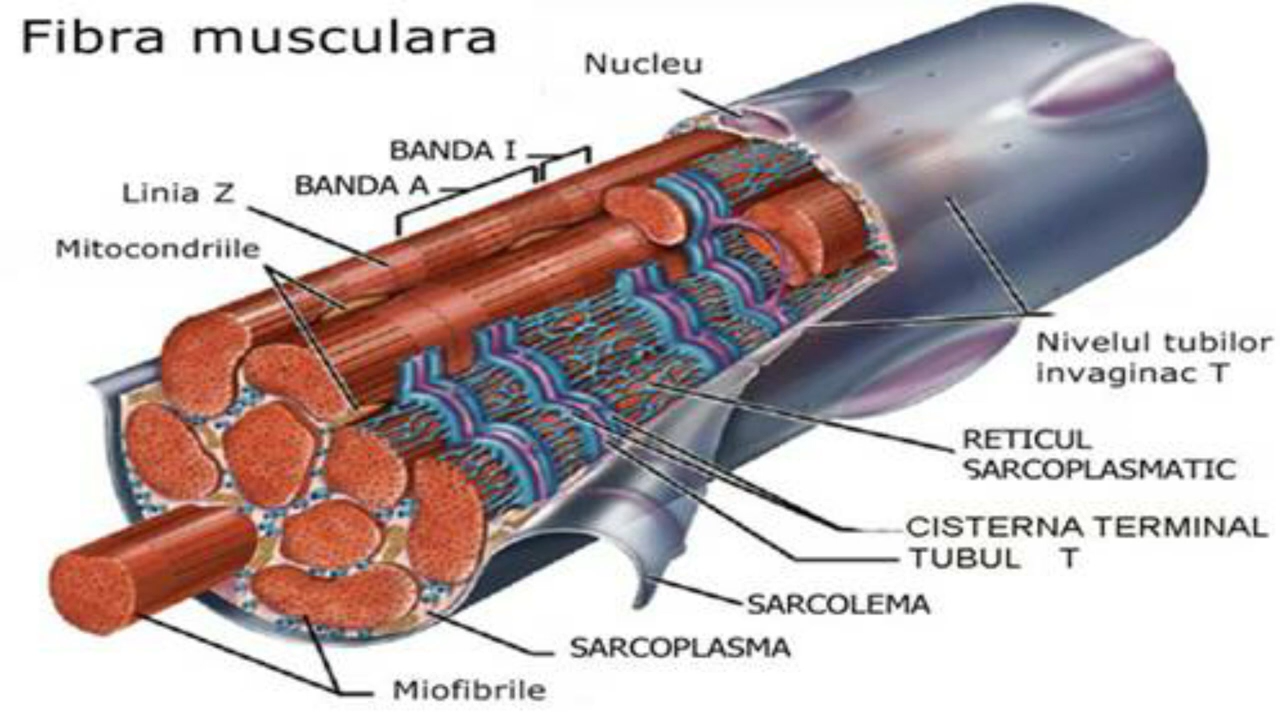 Fibra musculara
Nucleu
BANDA I
BANDA A
Linia Z
Mitocondriile
Nivelul tubilor
invaginac T
RETICUL
SARCOPLASMATIC
CISTERNA TERMINAL
TUBUL T
SARCOLEMA
SARCOPLASMA
Miofibrile